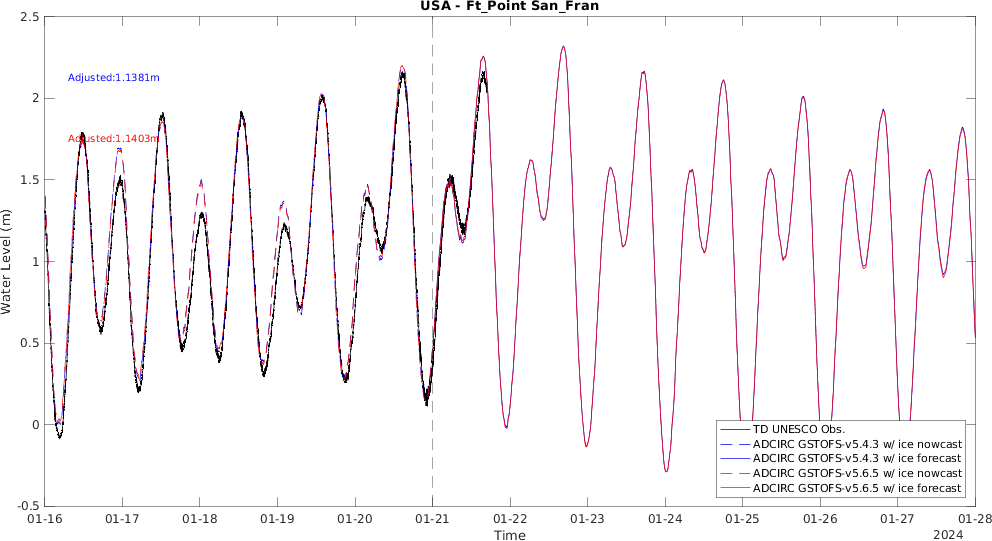 USA - Ft_Point San_Fran
2.5
2
1.5
1
0.5
0
-0.5
Water Level (m)
Adjusted:1.1381m
Adjusted:1.1403m
TD UNESCO Obs.
ADCIRC GSTOFS-v5.4.3 w/ ice nowcast
ADCIRC GSTOFS-v5.4.3 w/ ice forecast
ADCIRC GSTOFS-v5.6.5 w/ ice nowcast
ADCIRC GSTOFS-v5.6.5 w/ ice forecast
01-16 01-17 01-18 01-19 01-20 01-21 01-22 01-23 01-24 01-25 01-26 01-27 01-28
Time
2024